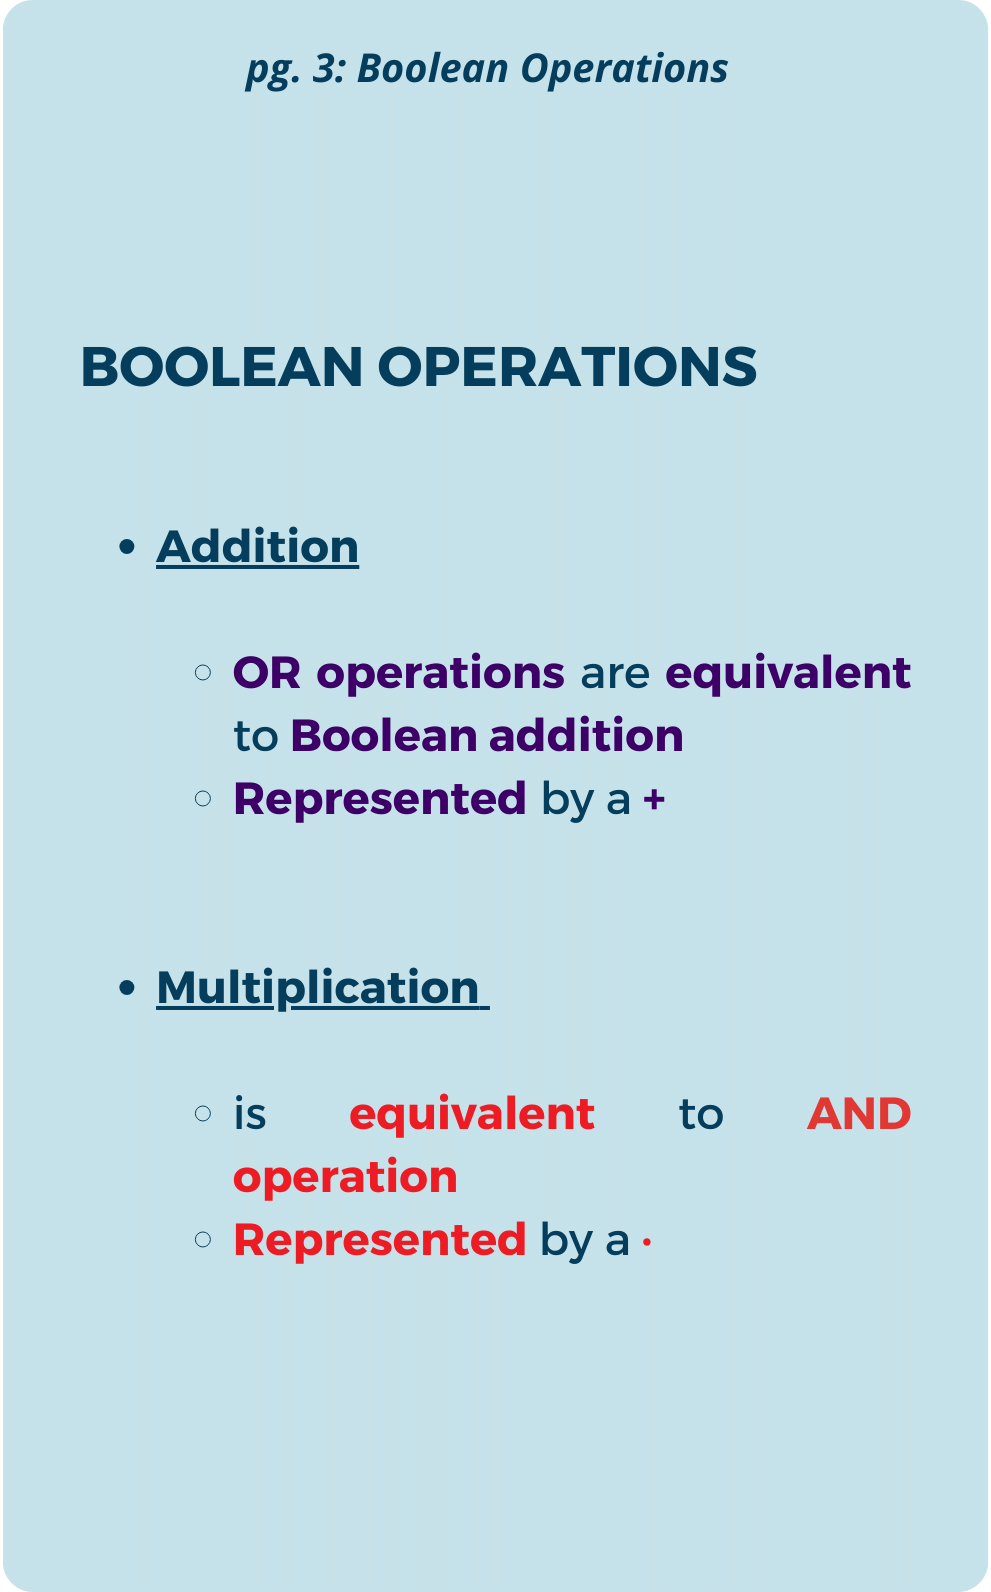 pg. 3: Boolean Operations
BOOLEAN OPERATIONS
• Addition
◦ OR operations are equivalent
to Boolean addition
◦ Represented by a +
• Multiplication
◦ is equivalent to AND
operation
◦ Represented by a ·